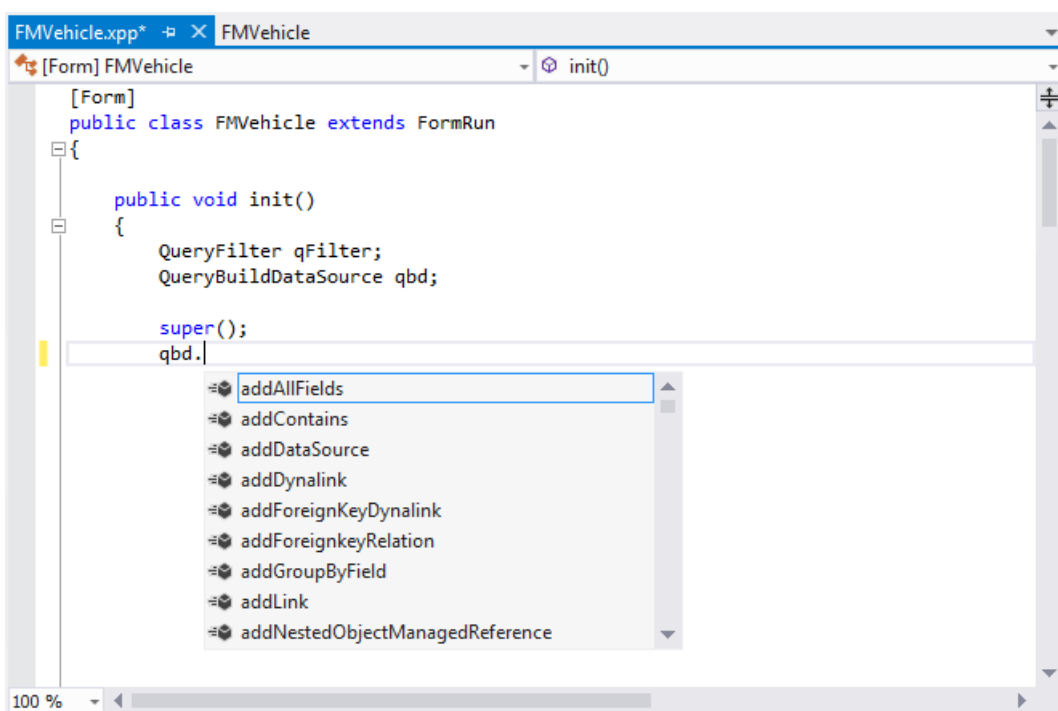 FMVehicle.xpp* FMVehicle
[Form] FMVehicle init()
[Form]
public class FMVehicle extends FormRun
{
public void init()
{
QueryFilter qFilter;
QueryBuildDataSource qbd;
super();
qbd.
addAllFields
addContains
addDataSource
addDynalink
addForeignKeyDynalink
addForeignkeyRelation
addGroupByField
addLink
addNestedObjectManagedReference
100 %